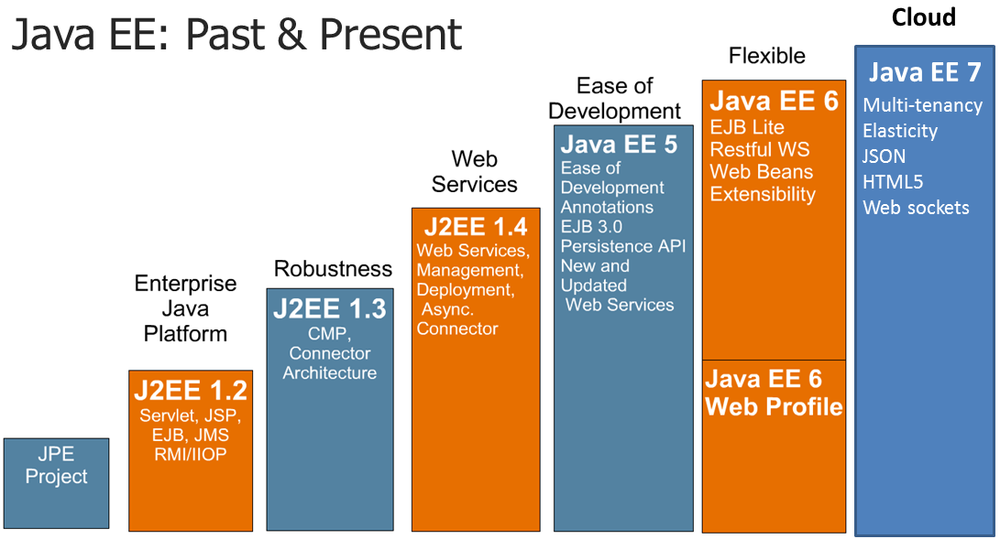 Java EE: Past & Present
JPE
Project
Enterprise
Java
Platform
J2EE 1.2
Servlet, JSP,
EJB, JMS
RMI/IIOP
Robustness
J2EE 1.3
CMP,
Connector
Architecture
Web
Services
J2EE 1.4
Web Services,
Management,
Deployment,
Async.
Connector
Ease of
Development
Java EE 5
Ease of
Development
Annotations
EJB 3.0
Persistence API
New and
Updated
Web Services
Flexible
Java EE 6
EJB Lite
Restful WS
Web Beans
Extensibility
Java EE 6
Web Profile
Cloud
Java EE 7
Multi-tenancy
Elasticity
JSON
HTML5
Web sockets